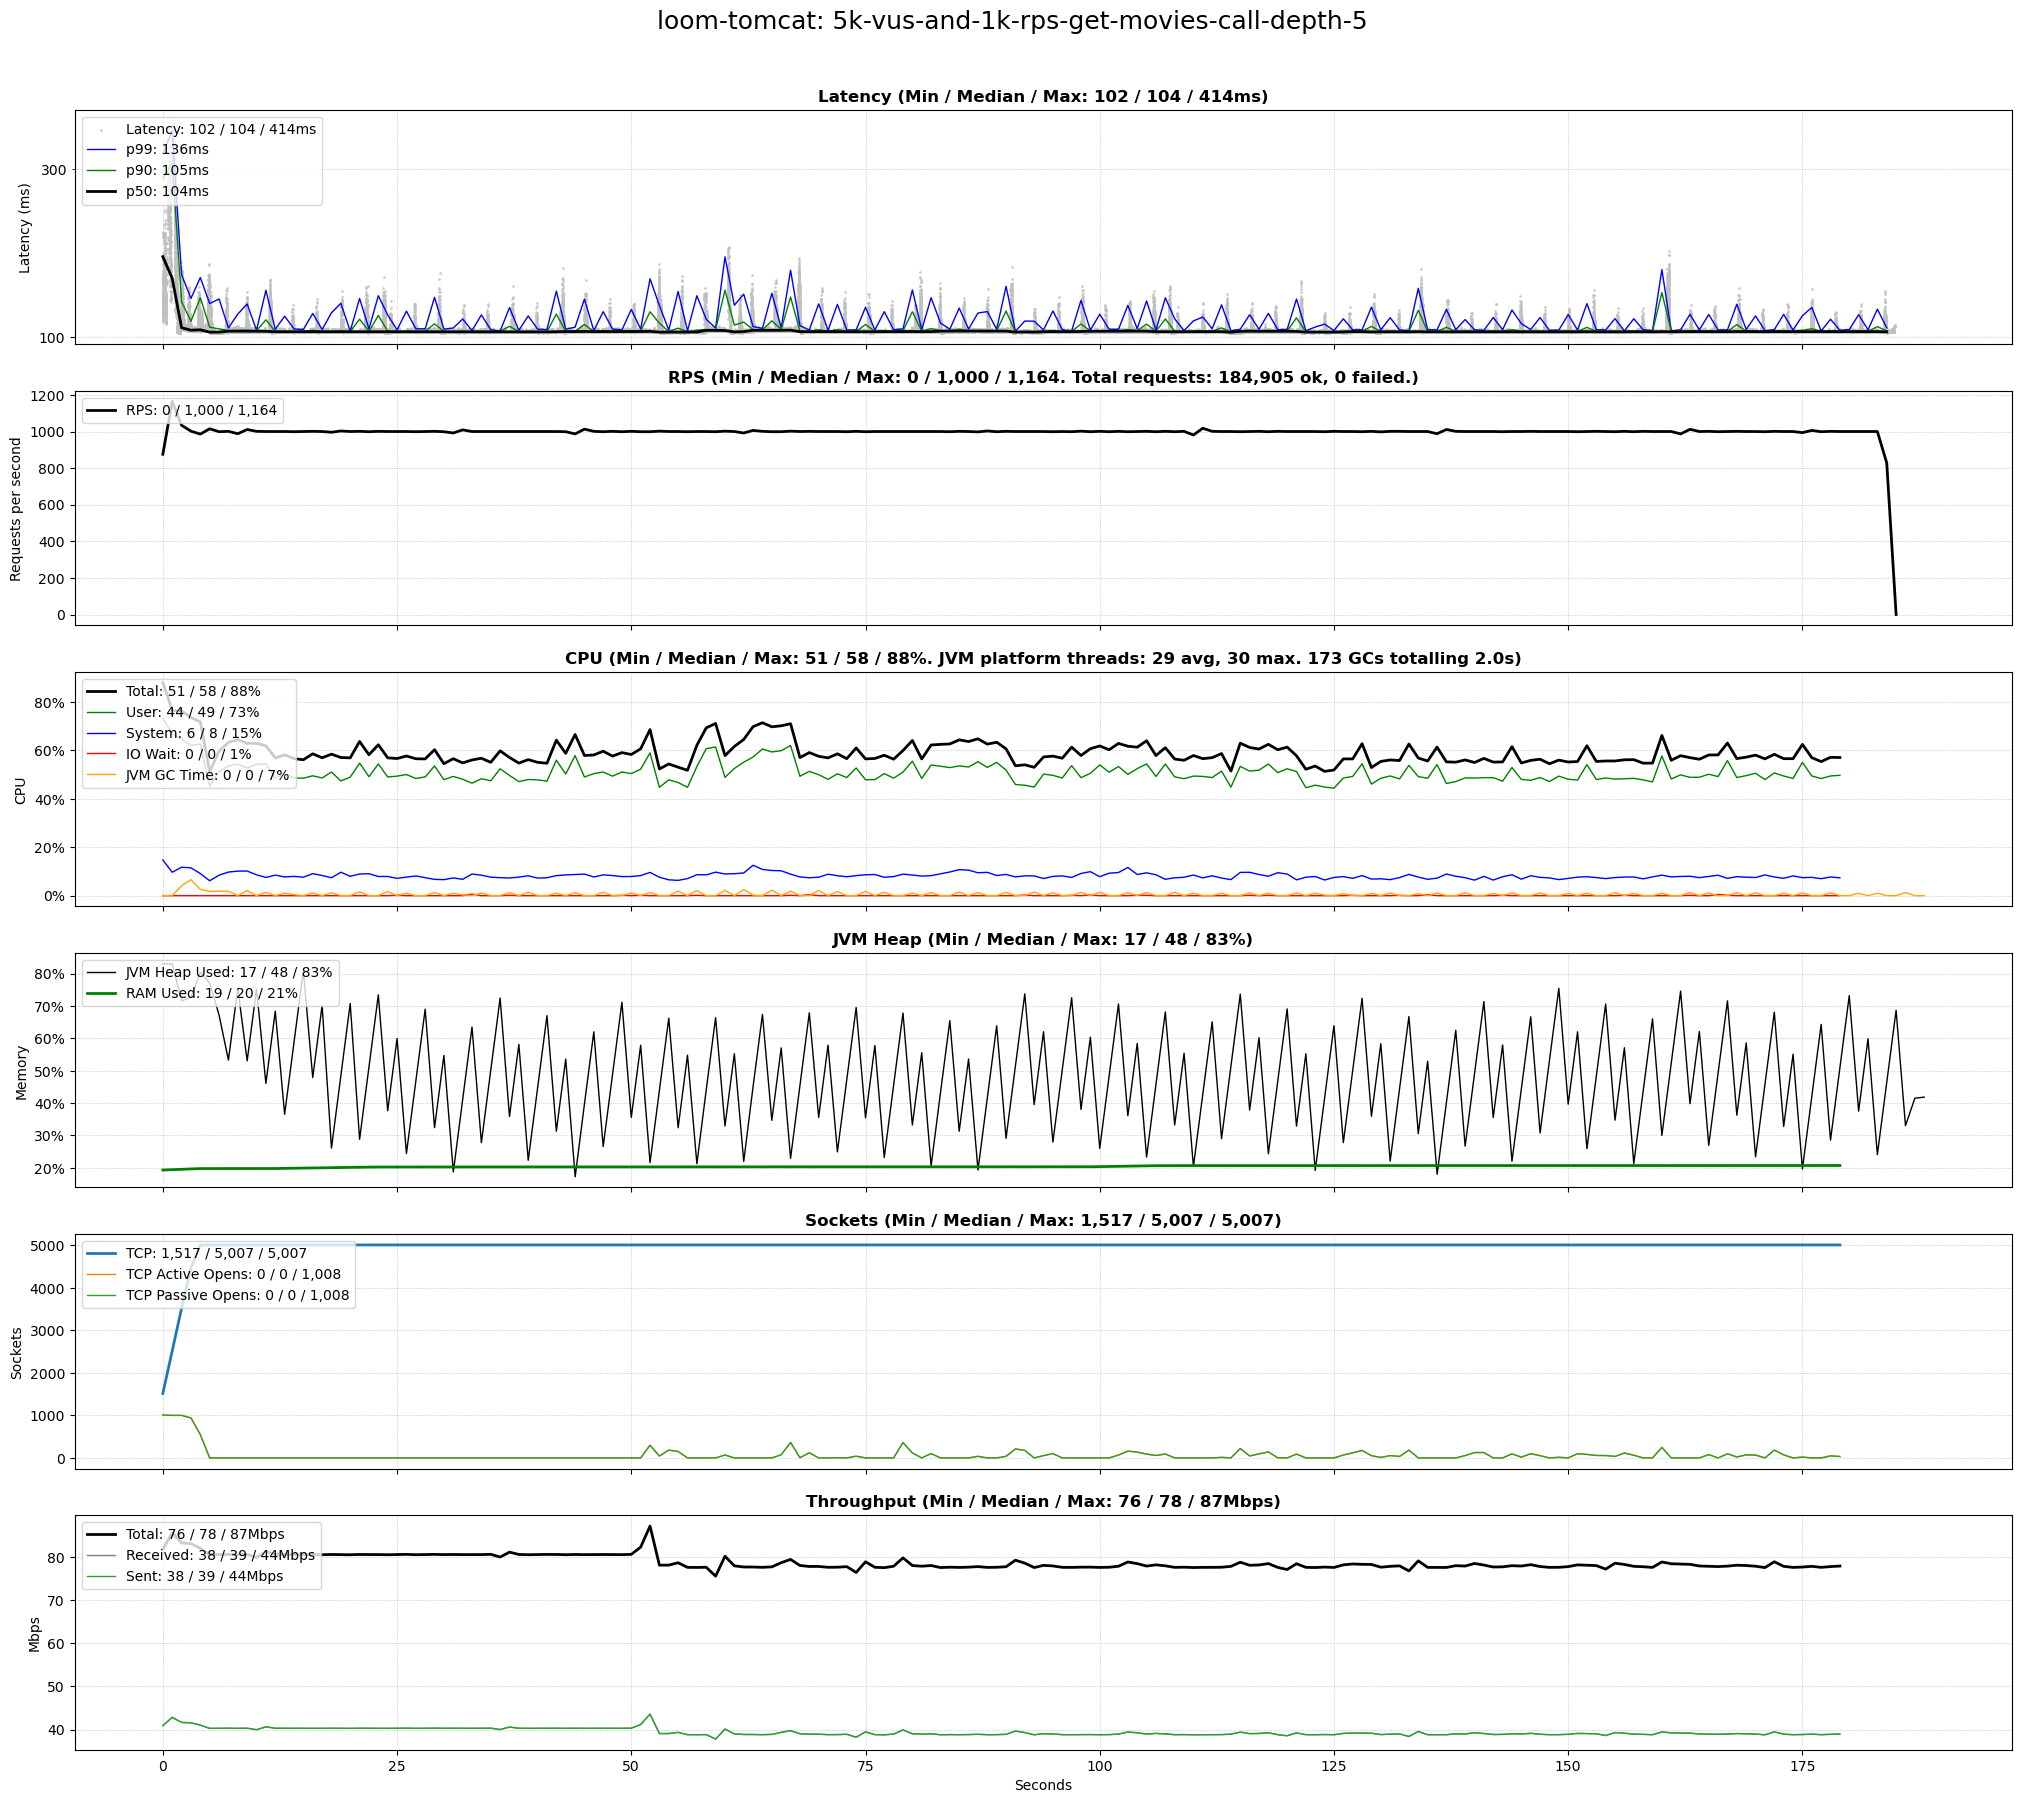 loom-tomcat: 5k-vus-and-1k-rps-get-movies-call-depth-5
Latency (Min / Median / Max: 102 / 104 / 414ms)
Latency: 102 / 104 / 414ms
p99: 136ms
p90: 105ms
p50: 104ms
300
100
Latency (ms)
RPS (Min / Median / Max: 0 / 1,000 / 1,164. Total requests: 184,905 ok, 0 failed.)
RPS: 0 / 1,000 / 1,164
1200
1000
800
600
400
200
0
Requests per second
CPU (Min / Median / Max: 51 / 58 / 88%. JVM platform threads: 29 avg, 30 max. 173 GCs totalling 2.0s)
Total: 51 / 58 / 88%
User: 44 / 49 / 73%
System: 6 / 8 / 15%
IO Wait: 0 / 0 / 1%
JVM GC Time: 0 / 0 / 7%
80%
60%
40%
20%
0%
CPU
JVM Heap (Min / Median / Max: 17 / 48 / 83%)
JVM Heap Used: 17 / 48 / 83%
RAM Used: 19 / 20 / 21%
80%
70%
60%
50%
40%
30%
20%
Memory
Sockets (Min / Median / Max: 1,517 / 5,007 / 5,007)
TCP: 1,517 / 5,007 / 5,007
TCP Active Opens: 0 / 0 / 1,008
TCP Passive Opens: 0 / 0 / 1,008
5000
4000
3000
2000
1000
0
Sockets
Throughput (Min / Median / Max: 76 / 78 / 87Mbps)
Total: 76 / 78 / 87Mbps
Received: 38 / 39 / 44Mbps
Sent: 38 / 39 / 44Mbps
80
70
60
50
40
Mbps
0 25 50 75 100 125 150 175
Seconds